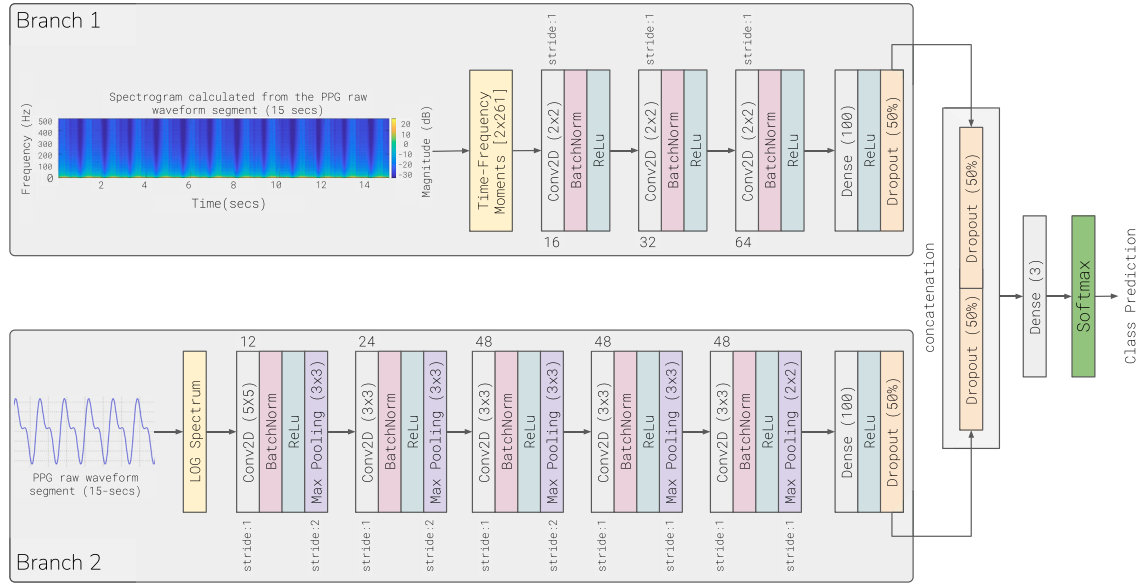 Branch 1
Spectrogram calculated from the PPG raw
waveform segment (15 secs)
Frequency (Hz)
500
400
300
200
100
0
2
4
6
8
10
12
14
Time(secs)
20
10
0
-10
-20
-30
Magnitude (dB)
Time-Frequency
Moments [2x261]
stride:1
Conv2D (2x2)
BatchNorm
ReLu
16
stride:1
Conv2D (2x2)
BatchNorm
ReLu
32
stride:1
Conv2D (2x2)
BatchNorm
ReLu
64
Dense (100)
ReLu
Dropout (50%)
concatenation
Dropout (50%)
Dropout (50%)
Dense (3)
Softmax
Class Prediction
PPG raw waveform
segment (15-secs)
LOG Spectrum
12
Conv2D (5X5)
BatchNorm
ReLu
Max Pooling (3x3)
stride:1
stride:2
24
Conv2D (3x3)
BatchNorm
ReLu
Max Pooling (3x3)
stride:1
stride:2
48
Conv2D (3x3)
BatchNorm
ReLu
Max Pooling (3x3)
stride:1
stride:2
48
Conv2D (3x3)
BatchNorm
ReLu
Max Pooling (3x3)
stride:1
stride:1
48
Conv2D (3x3)
BatchNorm
ReLu
Max Pooling (2x2)
stride:1
stride:1
Dense (100)
ReLu
Dropout (50%)
Branch 2